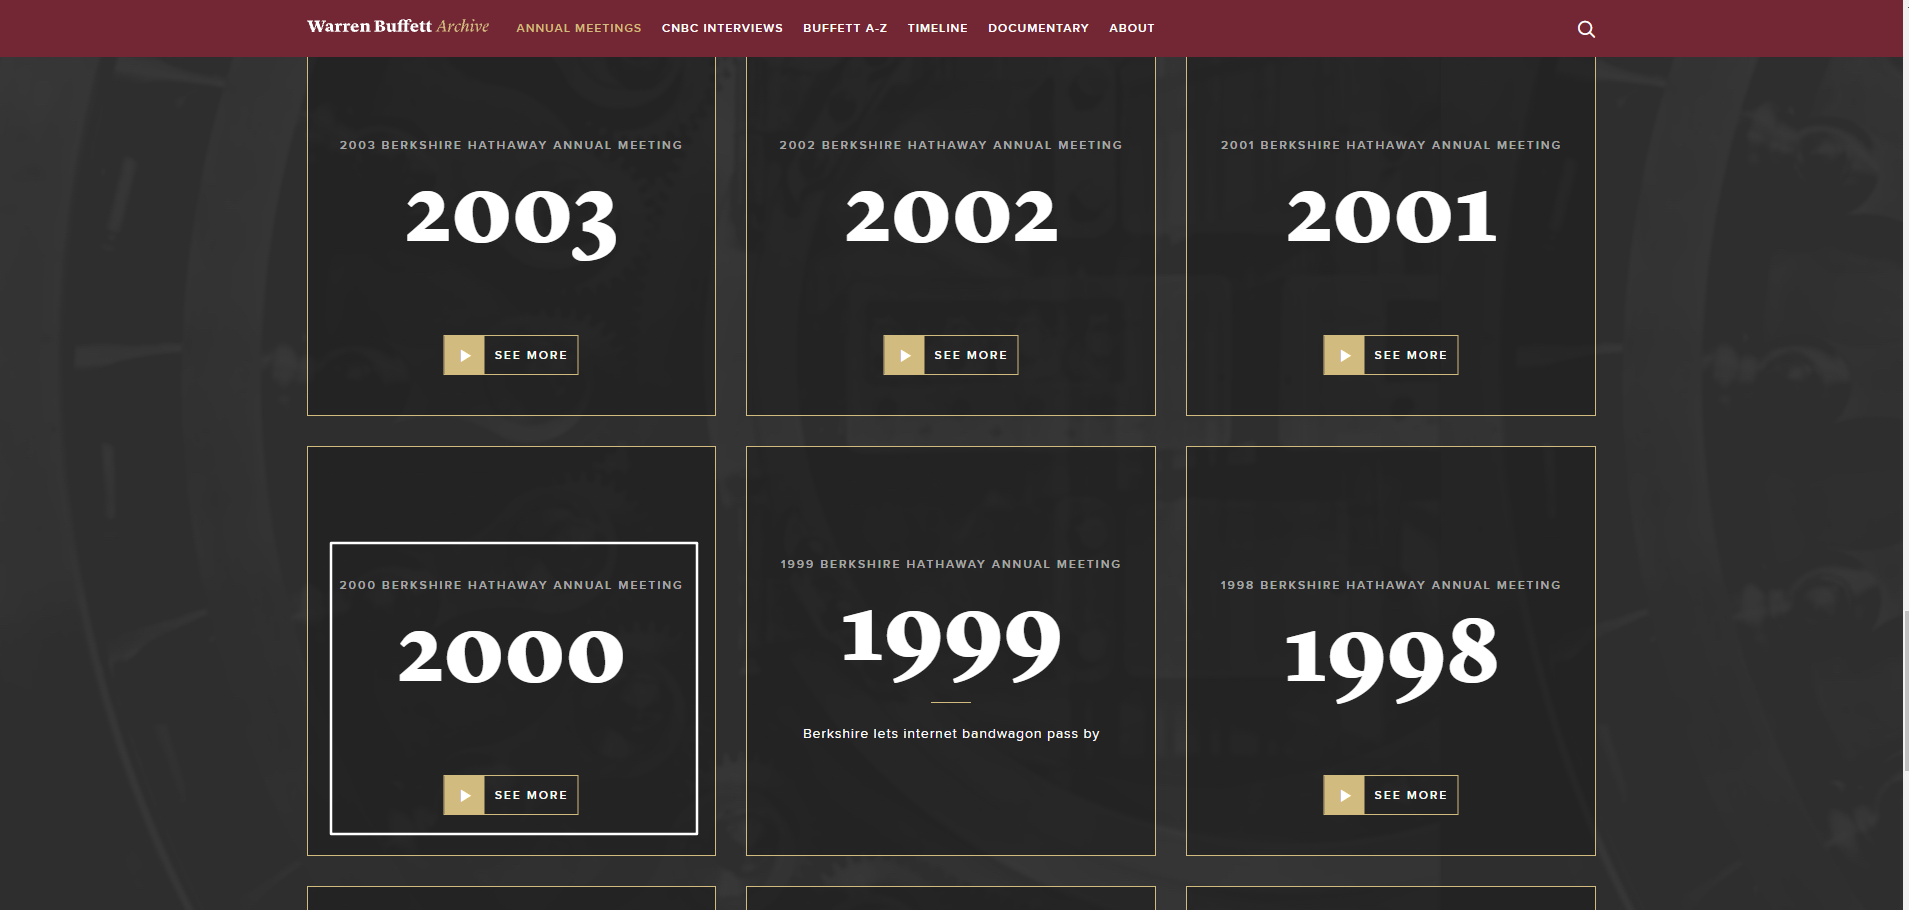 Warren Buffett Archive ANNUAL MEETINGS CNBC INTERVIEWS BUFFETT A-Z TIMELINE DOCUMENTARY ABOUT
2003 BERKSHIRE HATHAWAY ANNUAL MEETING
2003
SEE MORE
2002 BERKSHIRE HATHAWAY ANNUAL MEETING
2002
SEE MORE
2001 BERKSHIRE HATHAWAY ANNUAL MEETING
2001
SEE MORE
2000 BERKSHIRE HATHAWAY ANNUAL MEETING
2000
SEE MORE
1999 BERKSHIRE HATHAWAY ANNUAL MEETING
1999
Berkshire lets internet bandwagon pass by
1998 BERKSHIRE HATHAWAY ANNUAL MEETING
1998
SEE MORE